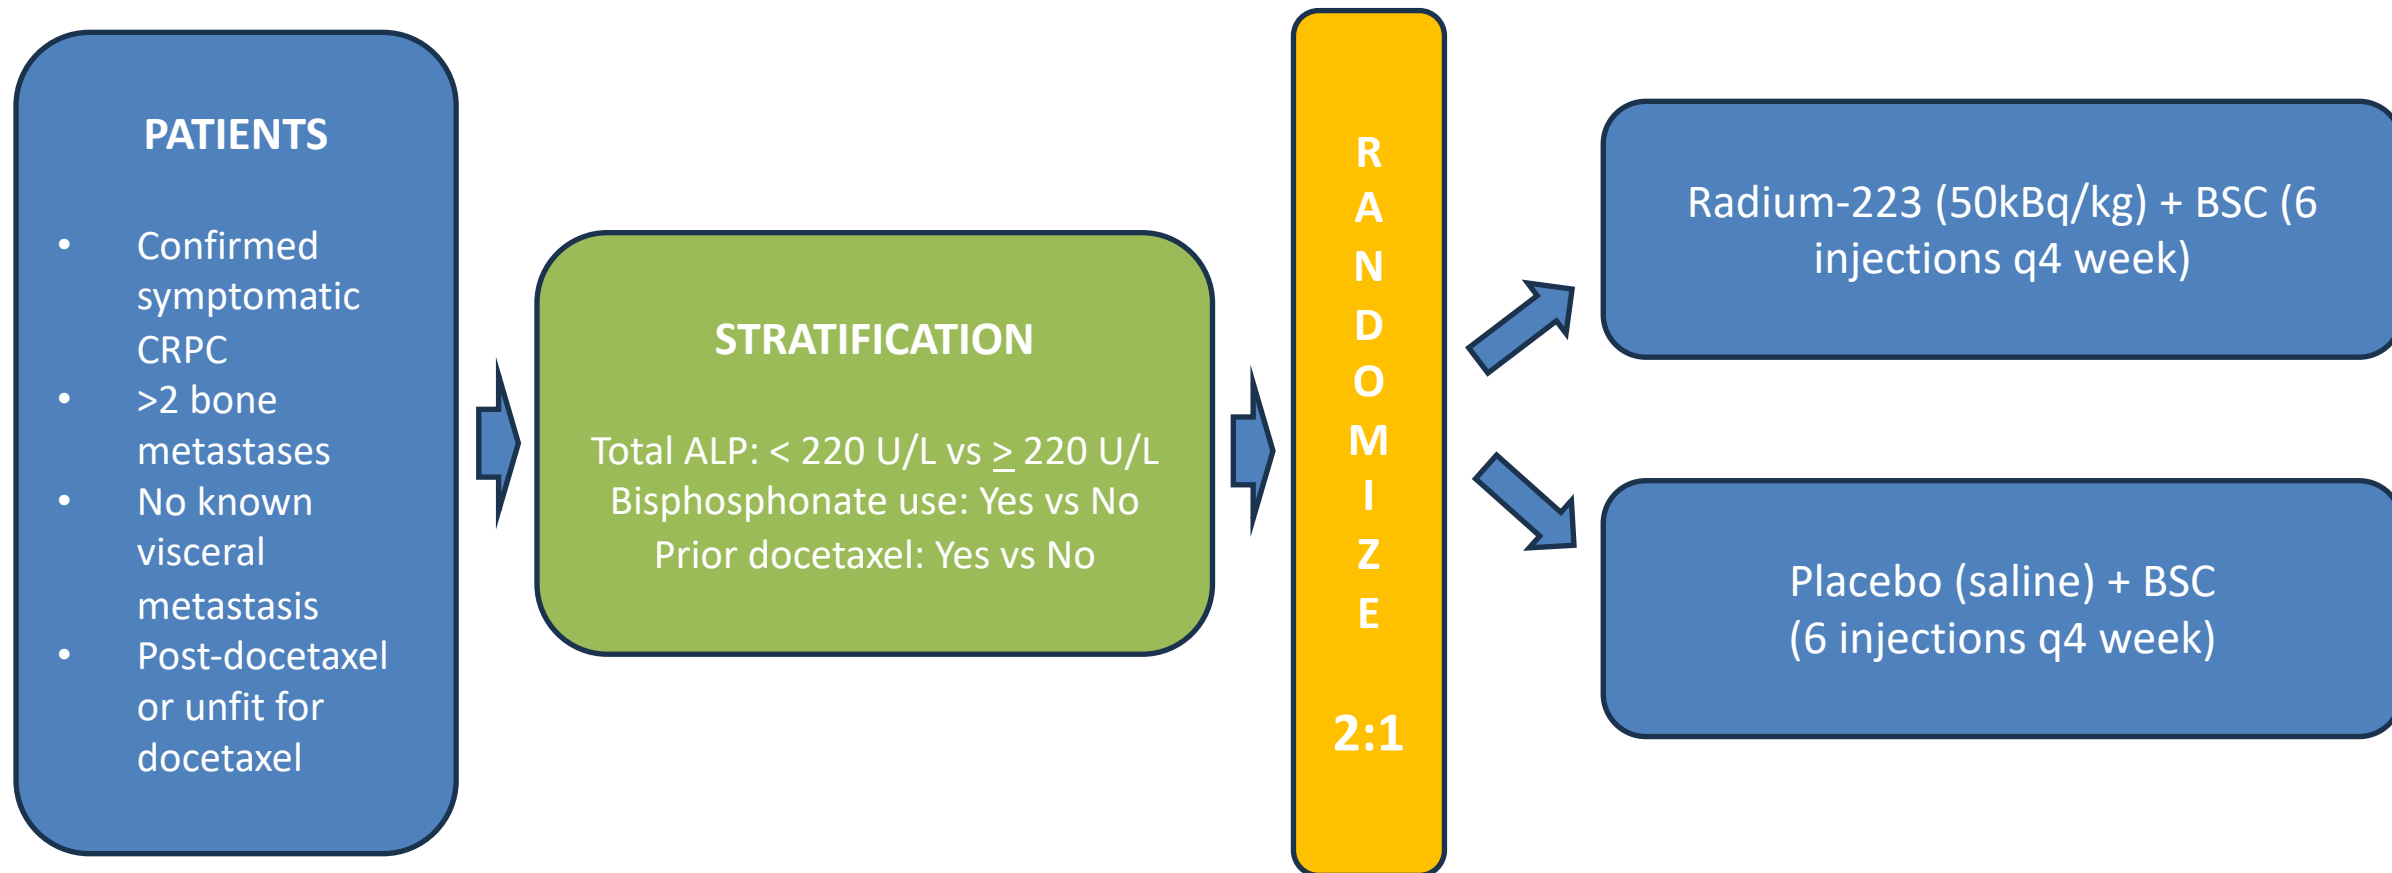 PATIENTS
• Confirmed
symptomatic
CRPC
• >2 bone
metastases
• No known
visceral
metastasis
• Post-docetaxel
or unfit for
docetaxel
STRATIFICATION
Total ALP: < 220 U/L vs ≥ 220 U/L
Bisphosphonate use: Yes vs No
Prior docetaxel: Yes vs No
R
A
N
D
O
M
I
Z
E
2:1
Radium-223 (50kBq/kg) + BSC (6
injections q4 week)
Placebo (saline) + BSC
(6 injections q4 week)